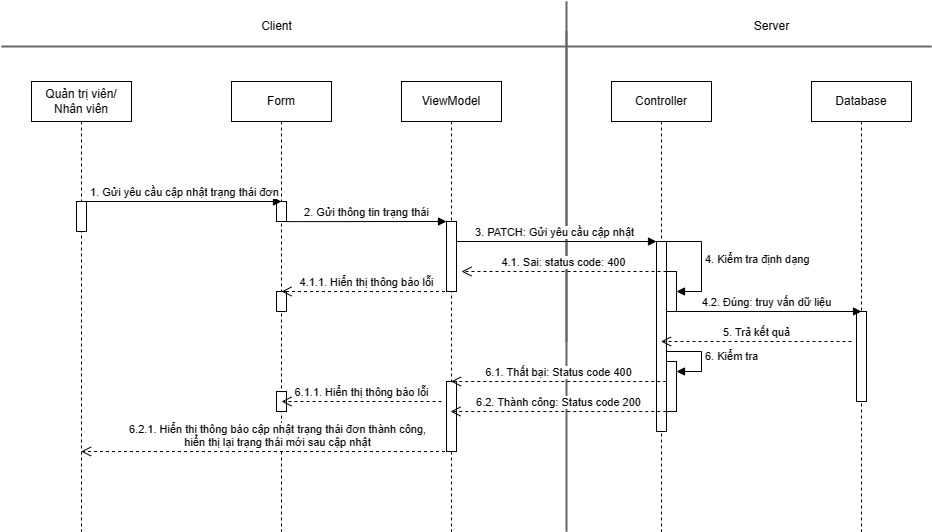 Client
Server
Quản trị viên/
Nhân viên
Form
ViewModel
Controller
Database
1. Gửi yêu cầu cập nhật trạng thái đơn
2. Gửi thông tin trạng thái
3. PATCH: Gửi yêu cầu cập nhật
4. Kiểm tra định dạng
4.1. Sai: status code: 400
4.1.1. Hiển thị thông báo lỗi
4.2. Đúng: truy vấn dữ liệu
5. Trả kết quả
6. Kiểm tra
6.1. Thất bại: Status code 400
6.1.1. Hiển thị thông báo lỗi
6.2. Thành công: Status code 200
6.2.1. Hiển thị thông báo cập nhật trạng thái đơn thành công,
hiển thị lại trạng thái mới sau cập nhật